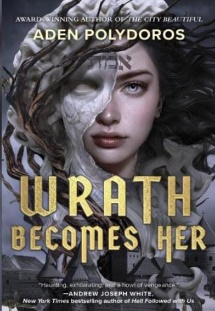 AWARD-WINNING AUTHOR OF THE CITY BEAUTIFUL
ADEN POLYDOROS
WRATH
BECOMES HER
"Haunting, exhilarating, and a howl of vengeance."
—ANDREW JOSEPH WHITE,
New York Times bestselling author of Hell Followed with Us